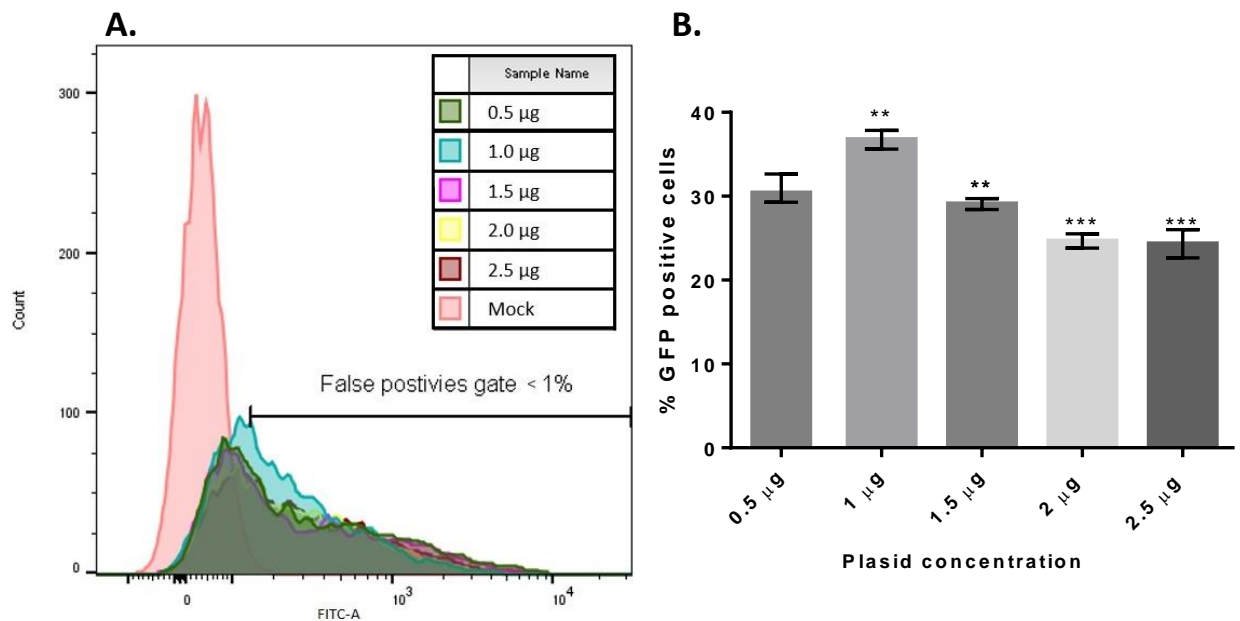 A.
B.
Sample Name
0.5 µg
1.0 µg
1.5 µg
2.0 µg
2.5 µg
Mock
False postivies gate < 1%
300
200
100
0
Count
0
10³
10⁴
FITC-A
40
30
20
10
0
% GFP positive cells
**
**
***
***
0.5 µg
1 µg
1.5 µg
2 µg
2.5 µg
Plasid concentration